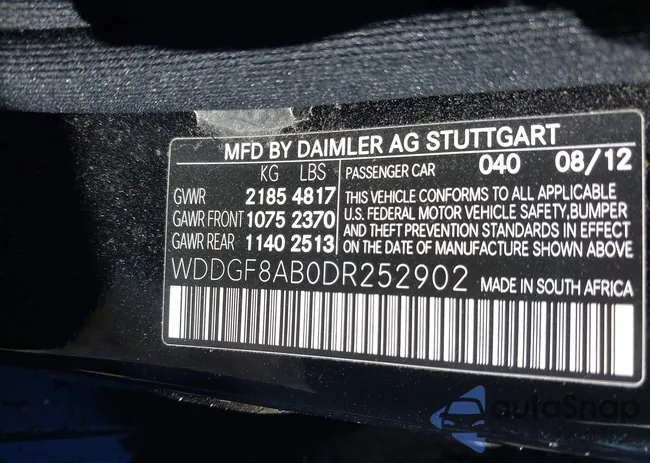 MFD BY DAIMLER AG STUTTGART
KG LBS PASSENGER CAR 040 08/12
GVWR 2185 4817
GAWR FRONT 1075 2370
GAWR REAR 1140 2513
THIS VEHICLE CONFORMS TO ALL APPLICABLE
U.S. FEDERAL MOTOR VEHICLE SAFETY, BUMPER
AND THEFT PREVENTION STANDARDS IN EFFECT
ON THE DATE OF MANUFACTURE SHOWN ABOVE
WDDGF8AB0DR252902 MADE IN SOUTH AFRICA
autoSnap